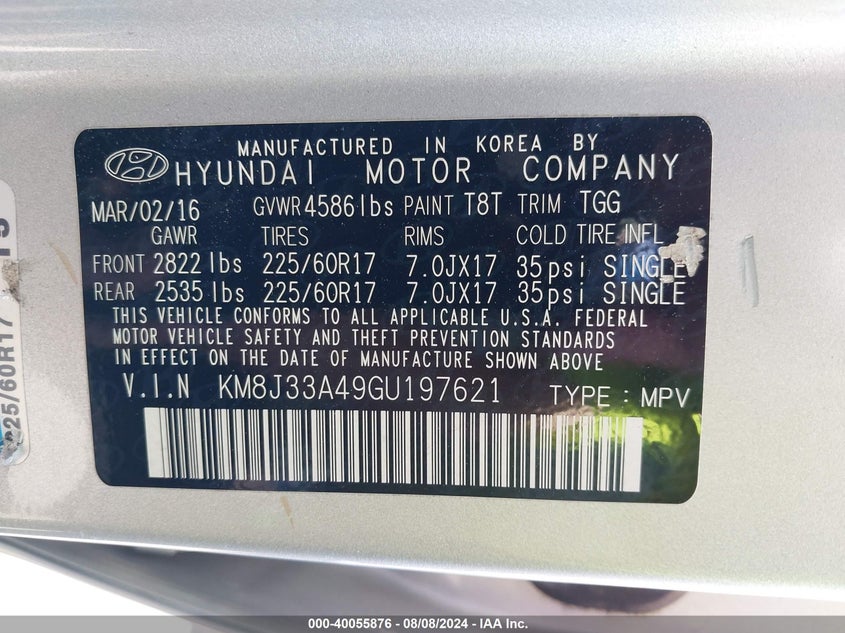 MANUFACTURED IN KOREA BY
HYUNDAI MOTOR COMPANY
MAR/02/16 GVWR 4586 lbs PAINT T8T TRIM TGG
GAWR TIRES RIMS COLD TIRE INFL
FRONT 2822 lbs 225/60R17 7.0JX17 35psi SINGLE
REAR 2535 lbs 225/60R17 7.0JX17 35psi SINGLE
THIS VEHICLE CONFORMS TO ALL APPLICABLE U.S.A. FEDERAL
MOTOR VEHICLE SAFETY AND THEFT PREVENTION STANDARDS
IN EFFECT ON THE DATE OF MANUFACTURE SHOWN ABOVE
V.I.N KM8J33A49GU197621 TYPE : MPV
225/60R17
000-40055876 - 08/08/2024 - IAA Inc.